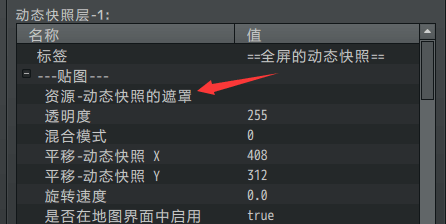 动态快照层-1:
名称 值
标签 ==全屏的动态快照==
---贴图---
资源-动态快照的遮罩
透明度 255
混合模式 0
平移-动态快照 X 408
平移-动态快照 Y 312
旋转速度 0.0
是否在地图界面中启用 true